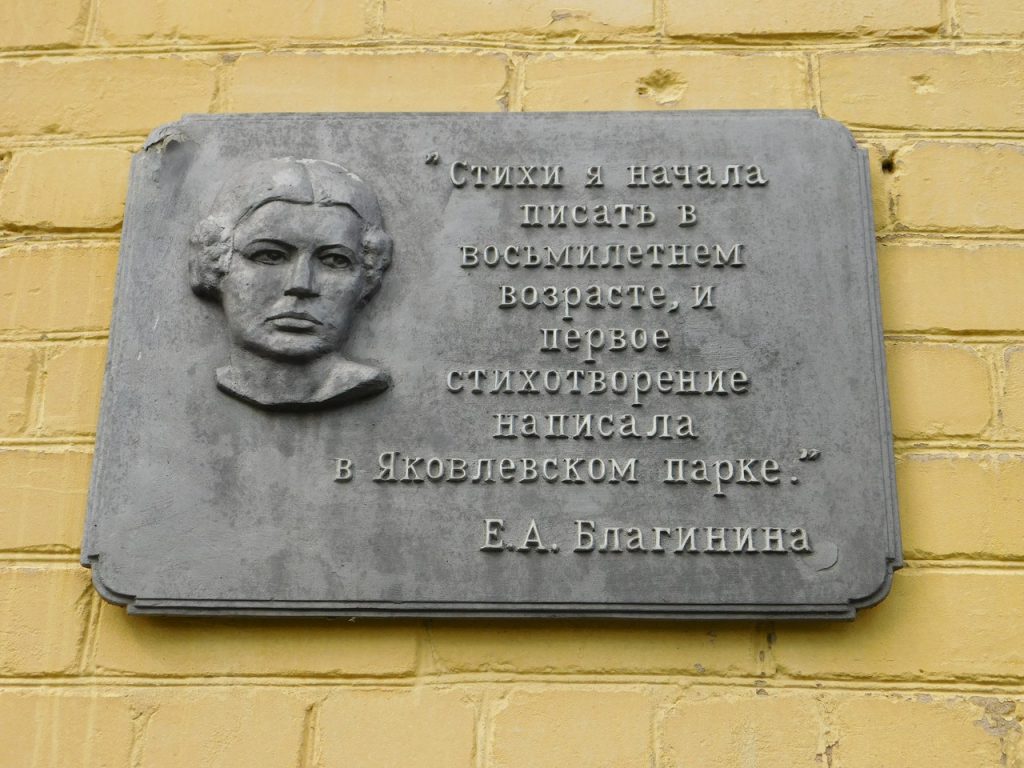 "Стихи я начала
писать в
восьмилетнем
возрасте, и
первое
стихотворение
написала
в Яковлевском парке."
Е.А. Благинина